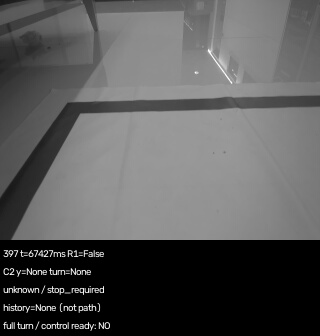 397 t=67427ms R1=False
C2 y=None turn=None
unknown / stop_required
history=None (not path)
full turn / control ready: NO